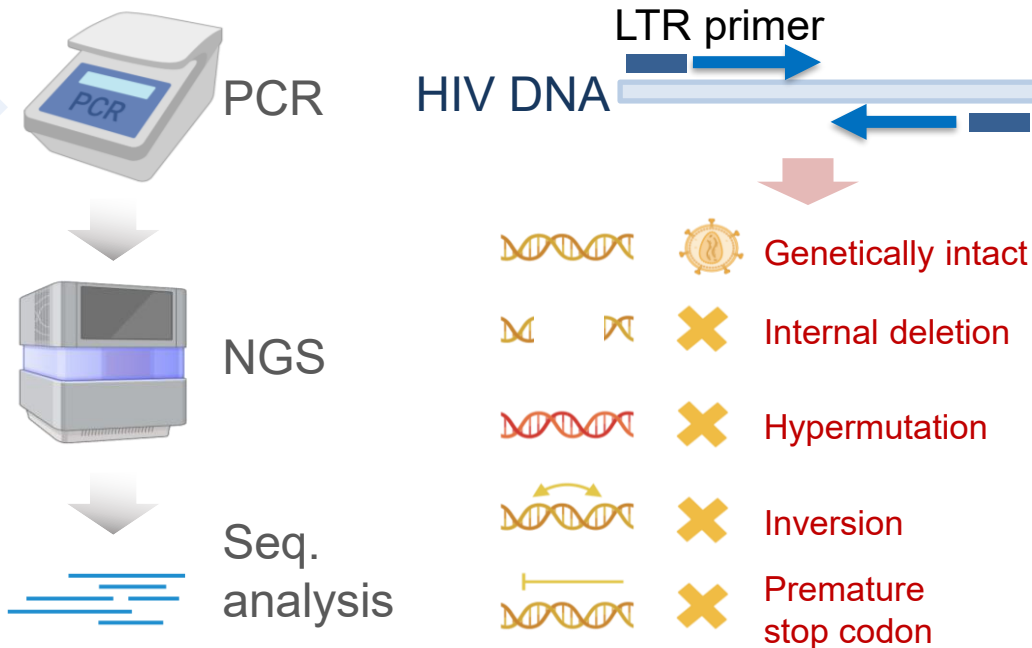 PCR
PCR
NGS
Seq.
analysis
LTR primer
HIV DNA
Genetically intact
Internal deletion
Hypermutation
Inversion
Premature
stop codon